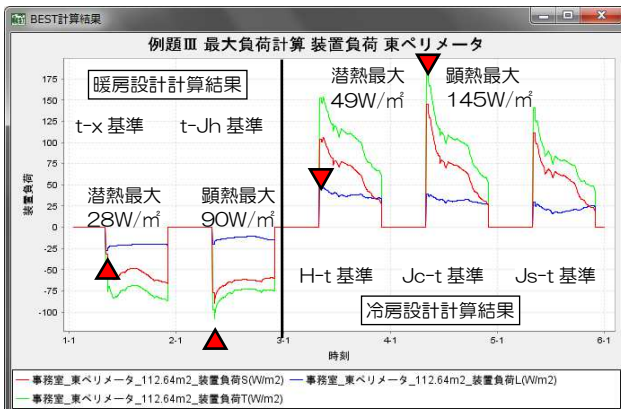 BEST計算結果
例題Ⅲ 最大負荷計算 装置負荷 東ペリメータ
暖房設計計算結果
t-x 基準 t-Jh 基準
潜熱最大
49W/㎡
顕熱最大
145W/㎡
潜熱最大
28W/㎡
顕熱最大
90W/㎡
H-t 基準 Jc-t 基準 Js-t 基準
冷房設計計算結果
装置負荷
175
150
125
100
75
50
25
0
-25
-50
-75
-100
1-1 2-1 3-1 4-1 5-1 6-1
時刻
事務室_東ペリメータ_112.64m2_装置負荷S(W/m2) 事務室_東ペリメータ_112.64m2_装置負荷L(W/m2)
事務室_東ペリメータ_112.64m2_装置負荷T(W/m2)